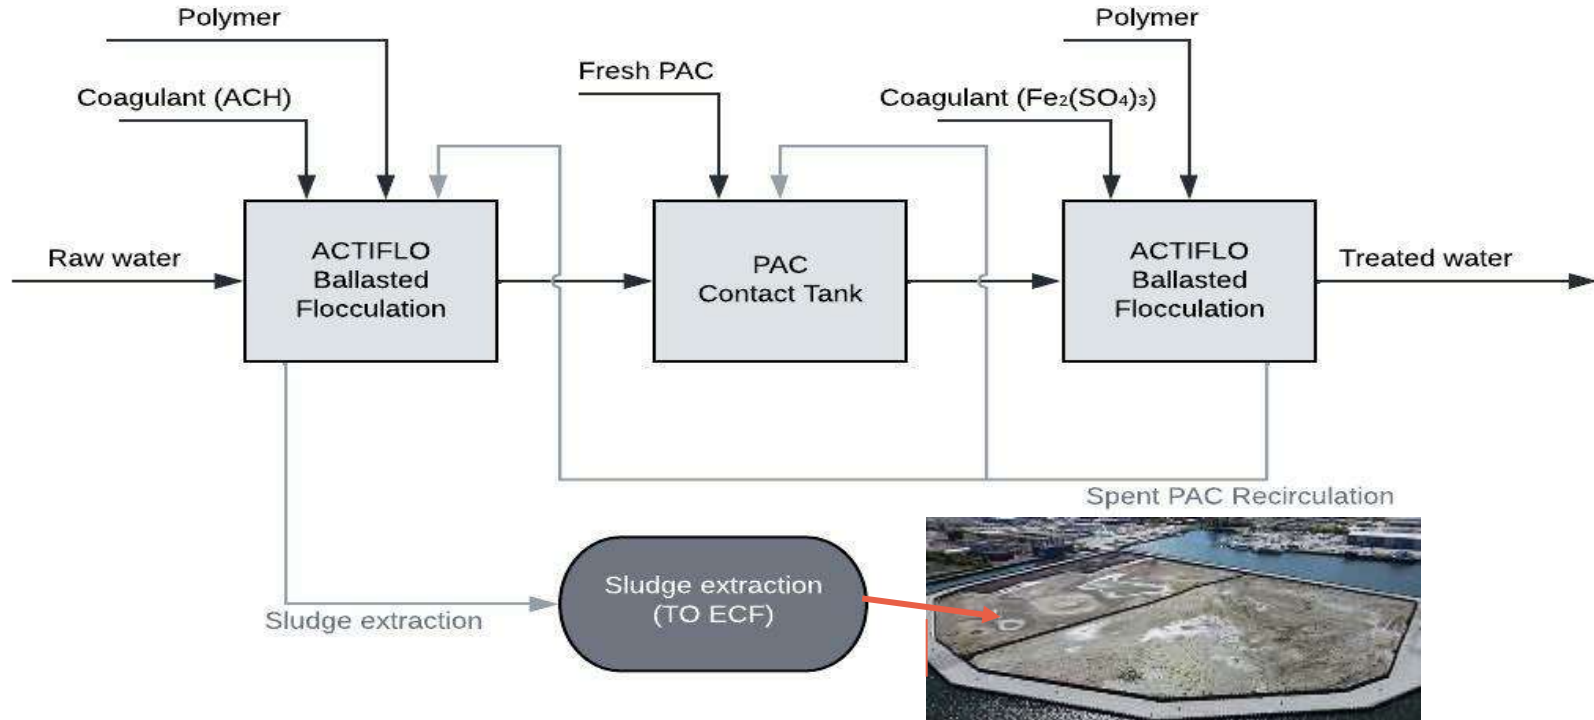 Polymer
Polymer
Fresh PAC
Coagulant (ACH)
Coagulant (Fe₂(SO₄)₃)
Raw water
ACTIFLO
Ballasted
Flocculation
PAC
Contact Tank
ACTIFLO
Ballasted
Flocculation
Treated water
Spent PAC Recirculation
Sludge extraction
(TO ECF)
Sludge extraction